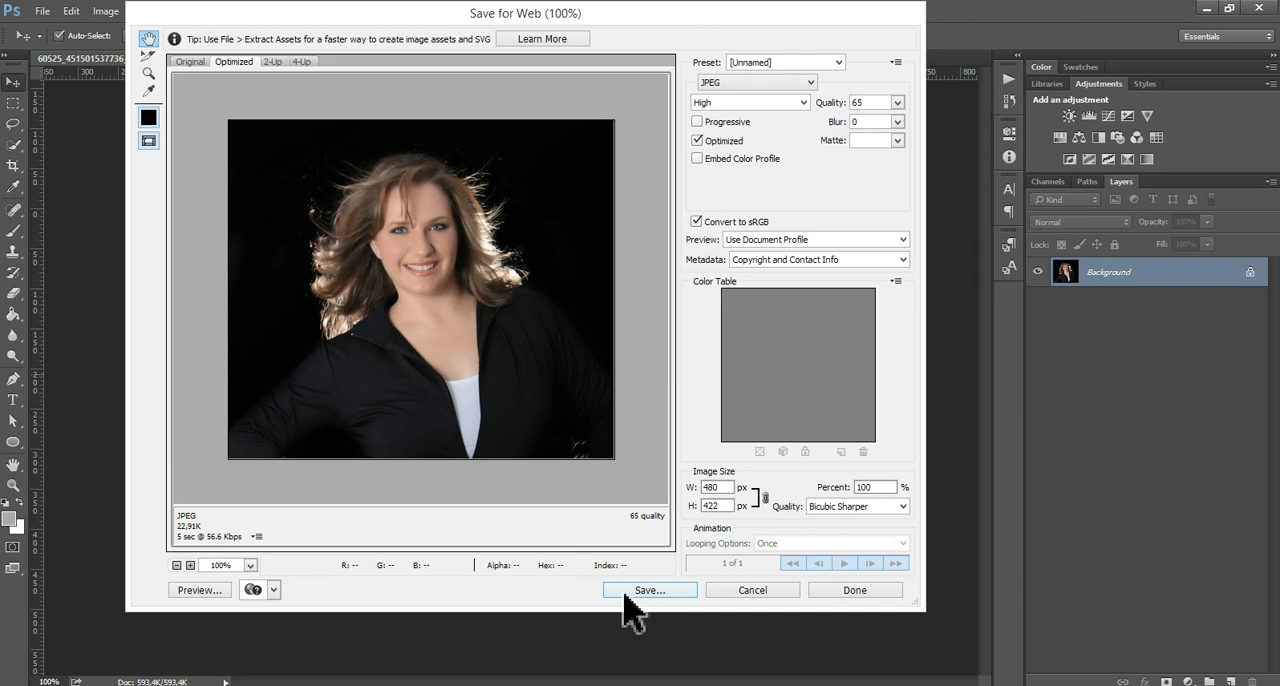 Ps File Edit Image
Save for Web (100%)
Auto-Select:
Essentials
Tip: Use File > Extract Assets for a faster way to create image assets and SVG Learn More
60525_451501537736
Original Optimized 2-Up 4-Up
Preset: [Unnamed]
JPEG
High Quality: 65
Progressive Blur: 0
Optimized Matte:
Embed Color Profile
Convert to sRGB
Preview: Use Document Profile
Metadata: Copyright and Contact Info
Color Table
Image Size
W: 480 px Percent: 100 %
H: 422 px Quality: Bicubic Sharper
Animation
Looping Options: Once
1 of 1
JPEG 65 quality
22,91K
5 sec @ 56.6 Kbps
100% R: -- G: -- B: -- Alpha: -- Hex: -- Index: --
Preview... Save... Cancel Done
Color Swatches
Libraries Adjustments Styles
Add an adjustment
Channels Paths Layers
Kind
Normal Opacity: 100%
Lock: Fill: 100%
Background
100% Doc: 593,4K/593,4K